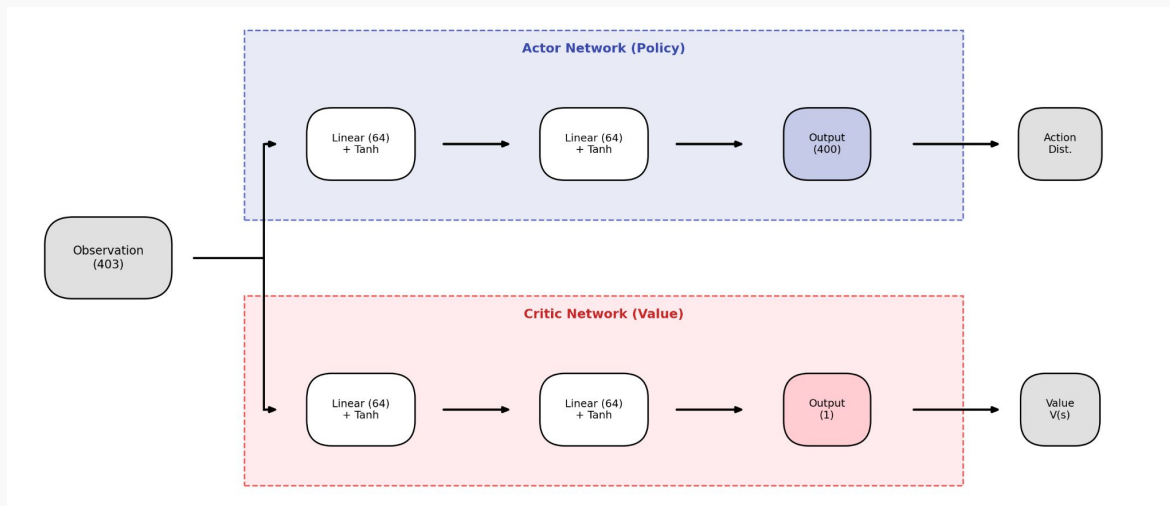 Actor Network (Policy)
Linear (64)
+ Tanh
Linear (64)
+ Tanh
Output
(400)
Action
Dist.
Observation
(403)
Critic Network (Value)
Linear (64)
+ Tanh
Linear (64)
+ Tanh
Output
(1)
Value
V(s)